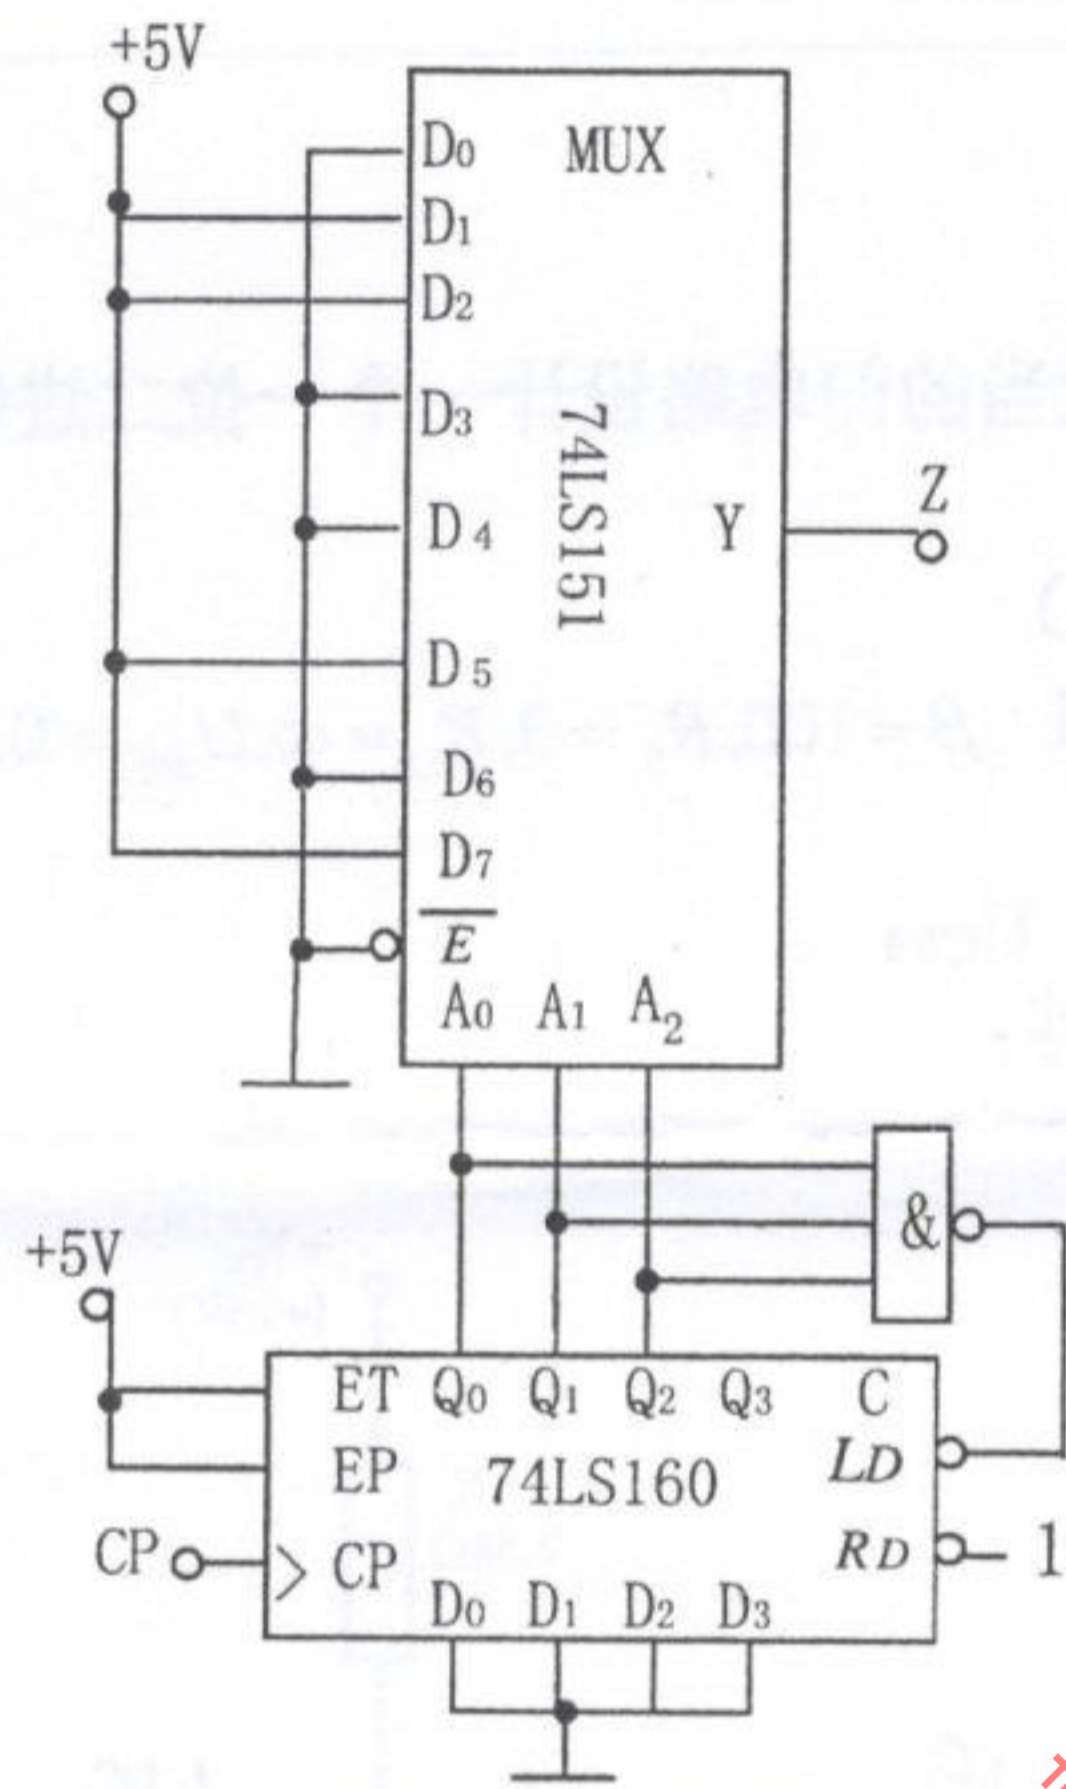 +5V
D0 MUX
D1
D2
D3
74LS151
D4 Y Z
D5
D6
D7
E̅
A0 A1 A2
&
+5V
ET Q0 Q1 Q2 Q3 C
EP 74LS160 LD
CP CP RD 1
D0 D1 D2 D3